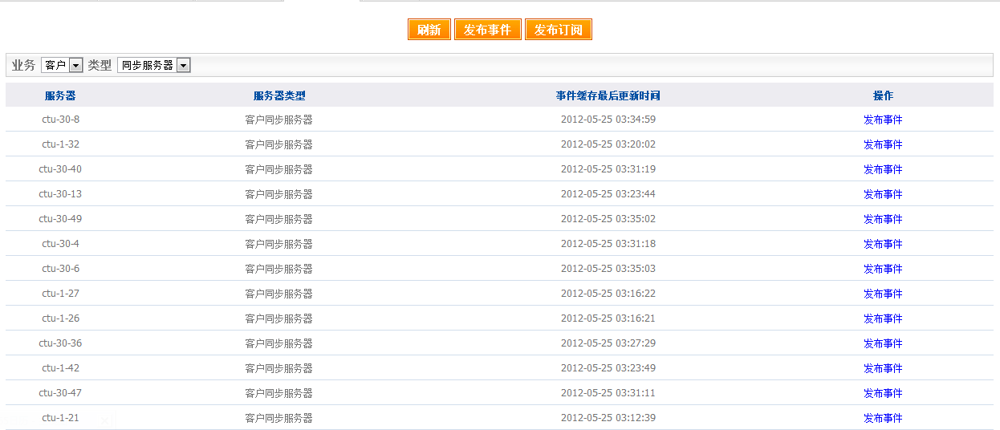 刷新 发布事件 发布订阅
业务 客户 类型 同步服务器
服务器 服务器类型 事件缓存最后更新时间 操作
ctu-30-8 客户同步服务器 2012-05-25 03:34:59 发布事件
ctu-1-32 客户同步服务器 2012-05-25 03:20:02 发布事件
ctu-30-40 客户同步服务器 2012-05-25 03:31:19 发布事件
ctu-30-13 客户同步服务器 2012-05-25 03:23:44 发布事件
ctu-30-49 客户同步服务器 2012-05-25 03:35:02 发布事件
ctu-30-4 客户同步服务器 2012-05-25 03:31:18 发布事件
ctu-30-6 客户同步服务器 2012-05-25 03:35:03 发布事件
ctu-1-27 客户同步服务器 2012-05-25 03:16:22 发布事件
ctu-1-26 客户同步服务器 2012-05-25 03:16:21 发布事件
ctu-30-36 客户同步服务器 2012-05-25 03:27:29 发布事件
ctu-1-42 客户同步服务器 2012-05-25 03:23:49 发布事件
ctu-30-47 客户同步服务器 2012-05-25 03:31:11 发布事件
ctu-1-21 客户同步服务器 2012-05-25 03:12:39 发布事件